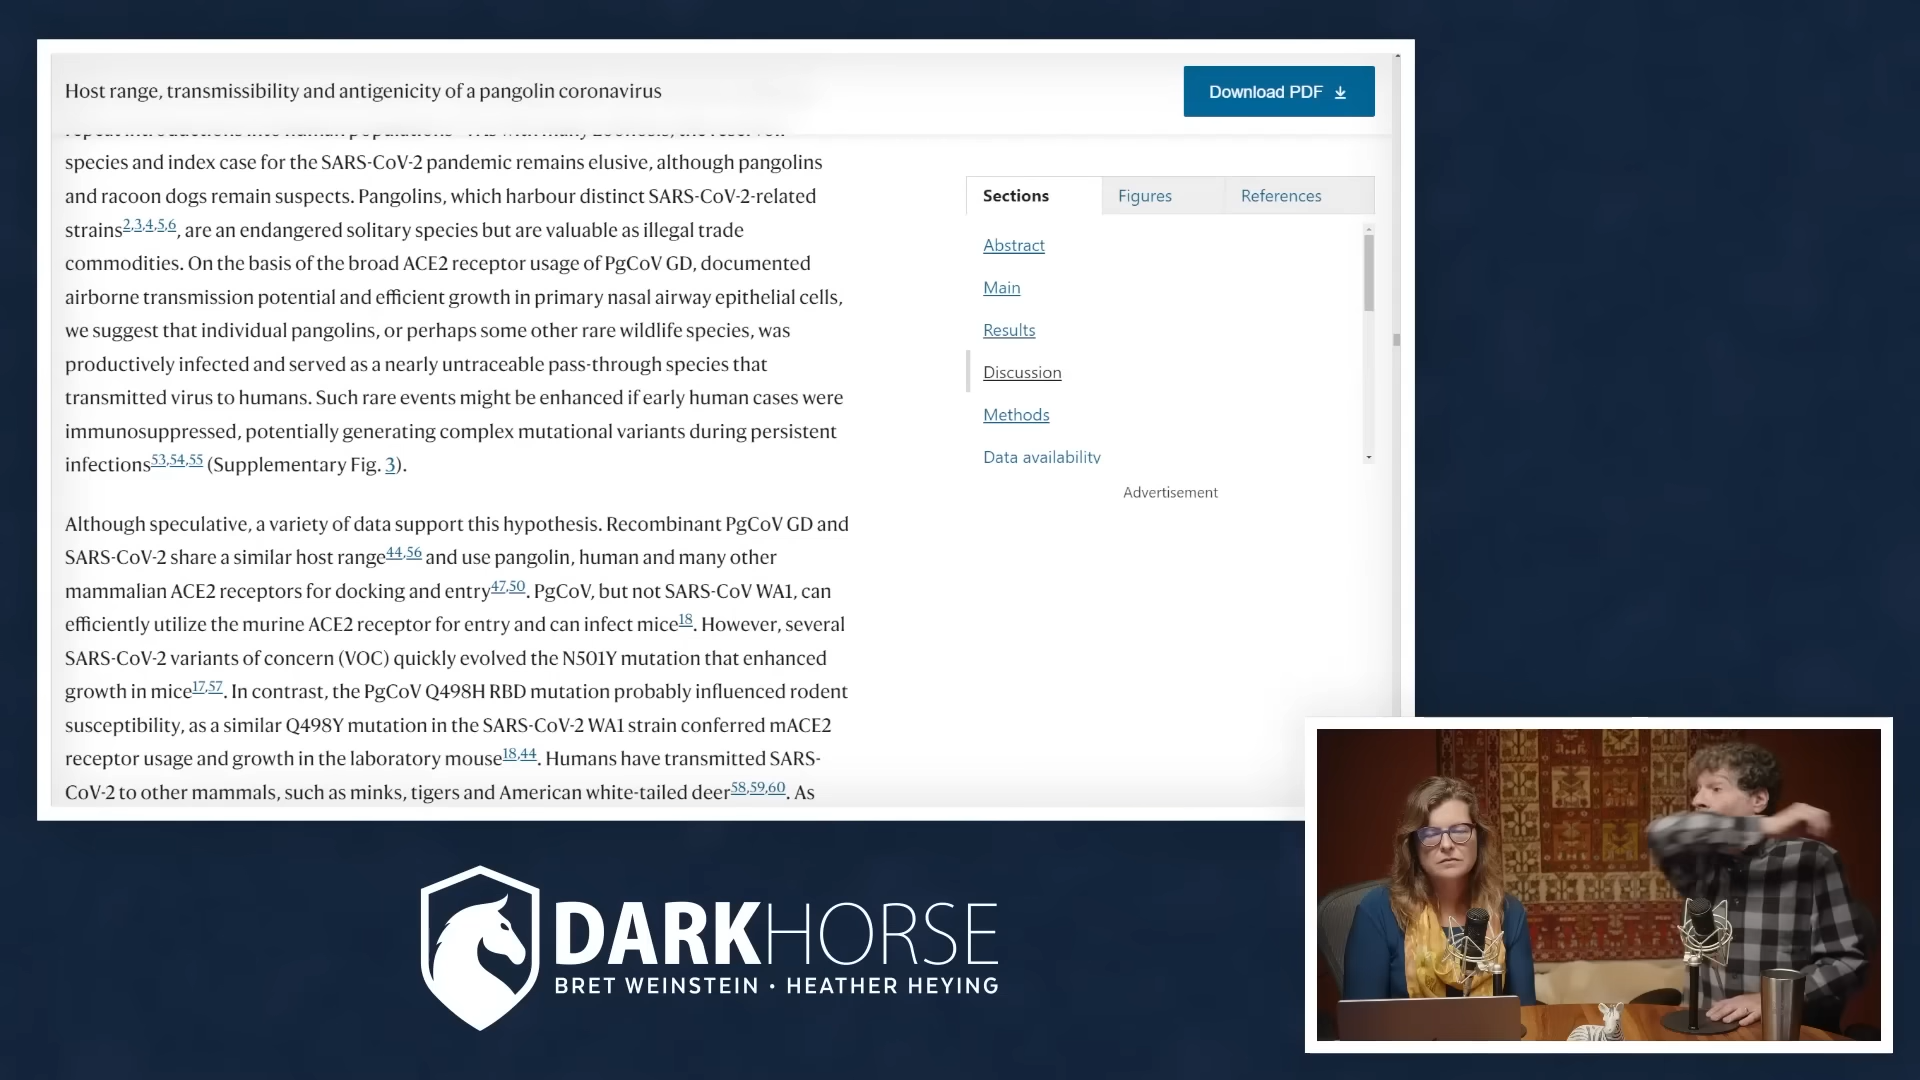 Host range, transmissibility and antigenicity of a pangolin coronavirus
Download PDF
species and index case for the SARS-CoV-2 pandemic remains elusive, although pangolins
and racoon dogs remain suspects. Pangolins, which harbour distinct SARS-CoV-2-related
strains2,3,4,5,6, are an endangered solitary species but are valuable as illegal trade
commodities. On the basis of the broad ACE2 receptor usage of PgCoV GD, documented
airborne transmission potential and efficient growth in primary nasal airway epithelial cells,
we suggest that individual pangolins, or perhaps some other rare wildlife species, was
productively infected and served as a nearly untraceable pass-through species that
transmitted virus to humans. Such rare events might be enhanced if early human cases were
immunosuppressed, potentially generating complex mutational variants during persistent
infections53,54,55 (Supplementary Fig. 3).
Although speculative, a variety of data support this hypothesis. Recombinant PgCoV GD and
SARS-CoV-2 share a similar host range44,56 and use pangolin, human and many other
mammalian ACE2 receptors for docking and entry47,50. PgCoV, but not SARS-CoV WA1, can
efficiently utilize the murine ACE2 receptor for entry and can infect mice18. However, several
SARS-CoV-2 variants of concern (VOC) quickly evolved the N501Y mutation that enhanced
growth in mice17,57. In contrast, the PgCoV Q498H RBD mutation probably influenced rodent
susceptibility, as a similar Q498Y mutation in the SARS-CoV-2 WA1 strain conferred mACE2
receptor usage and growth in the laboratory mouse18,44. Humans have transmitted SARS-
CoV-2 to other mammals, such as minks, tigers and American white-tailed deer58,59,60. As
Sections
Figures
References
Abstract
Main
Results
Discussion
Methods
Data availability
Advertisement
DARKHORSE
BRET WEINSTEIN • HEATHER HEYING